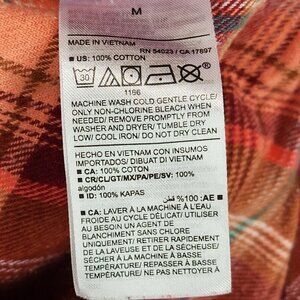 M
MADE IN VIETNAM
RN 54023 / CA 17897
■ US: 100% COTTON
30
1166
MACHINE WASH COLD GENTLE CYCLE/
ONLY NON-CHLORINE BLEACH WHEN
NEEDED/ REMOVE PROMPTLY FROM
WASHER AND DRYER/ TUMBLE DRY
LOW/ COOL IRON/ DO NOT DRY CLEAN
HECHO EN VIETNAM CON INSUMOS
IMPORTADOS/ DIBUAT DI VIETNAM
■ CA: 100% COTON
■ CR/CL/GT/MX/PA/PE/SV: 100%
algodón
■ ID: 100% KAPAS
■ AE: 100% قطن
■ CA: LAVER À LA MACHINE À L'EAU
FROIDE AU CYCLE DÉLICAT/ UTILISER
AU BESOIN UN AGENT DE
BLANCHIMENT SANS CHLORE
UNIQUEMENT/ RETIRER RAPIDEMENT
DE LA LAVEUSE ET DE LA SÉCHEUSE/
SÉCHER À LA MACHINE À BASSE
TEMPÉRATURE/ REPASSER À BASSE
TEMPÉRATURE/ NE PAS NETTOYER À